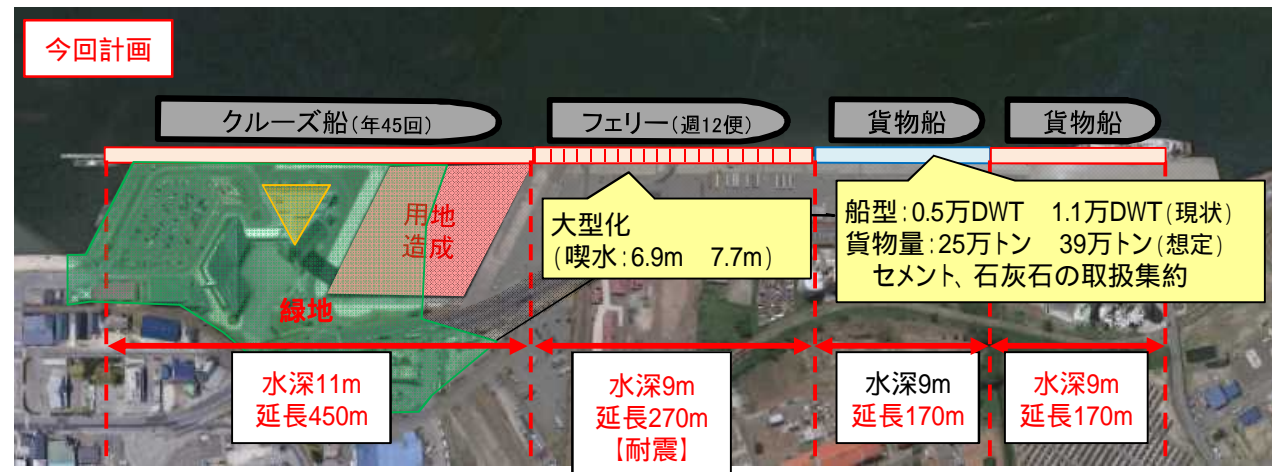 今回計画
クルーズ船(年45回)
フェリー(週12便)
貨物船
貨物船
用地
造成
緑地
大型化
(喫水:6.9m 7.7m)
船型:0.5万DWT 1.1万DWT(現状)
貨物量:25万トン 39万トン(想定)
セメント、石灰石の取扱集約
水深11m
延長450m
水深9m
延長270m
【耐震】
水深9m
延長170m
水深9m
延長170m